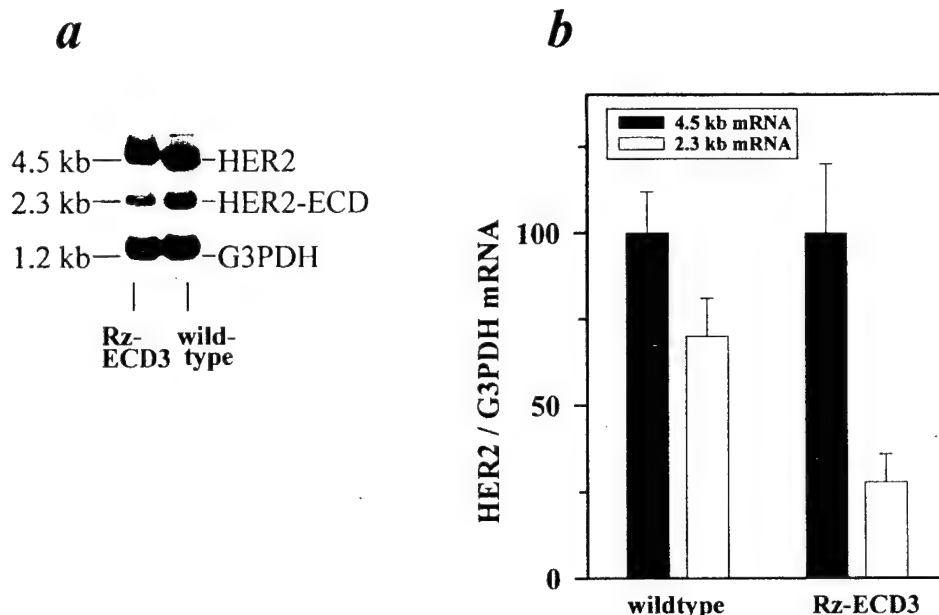 a
4.5 kb HER2
2.3 kb HER2-ECD
1.2 kb G3PDH
Rz-
ECD3
wild-
type
b
4.5 kb mRNA
2.3 kb mRNA
HER2 / G3PDH mRNA
100
50
0
wildtype Rz-ECD3